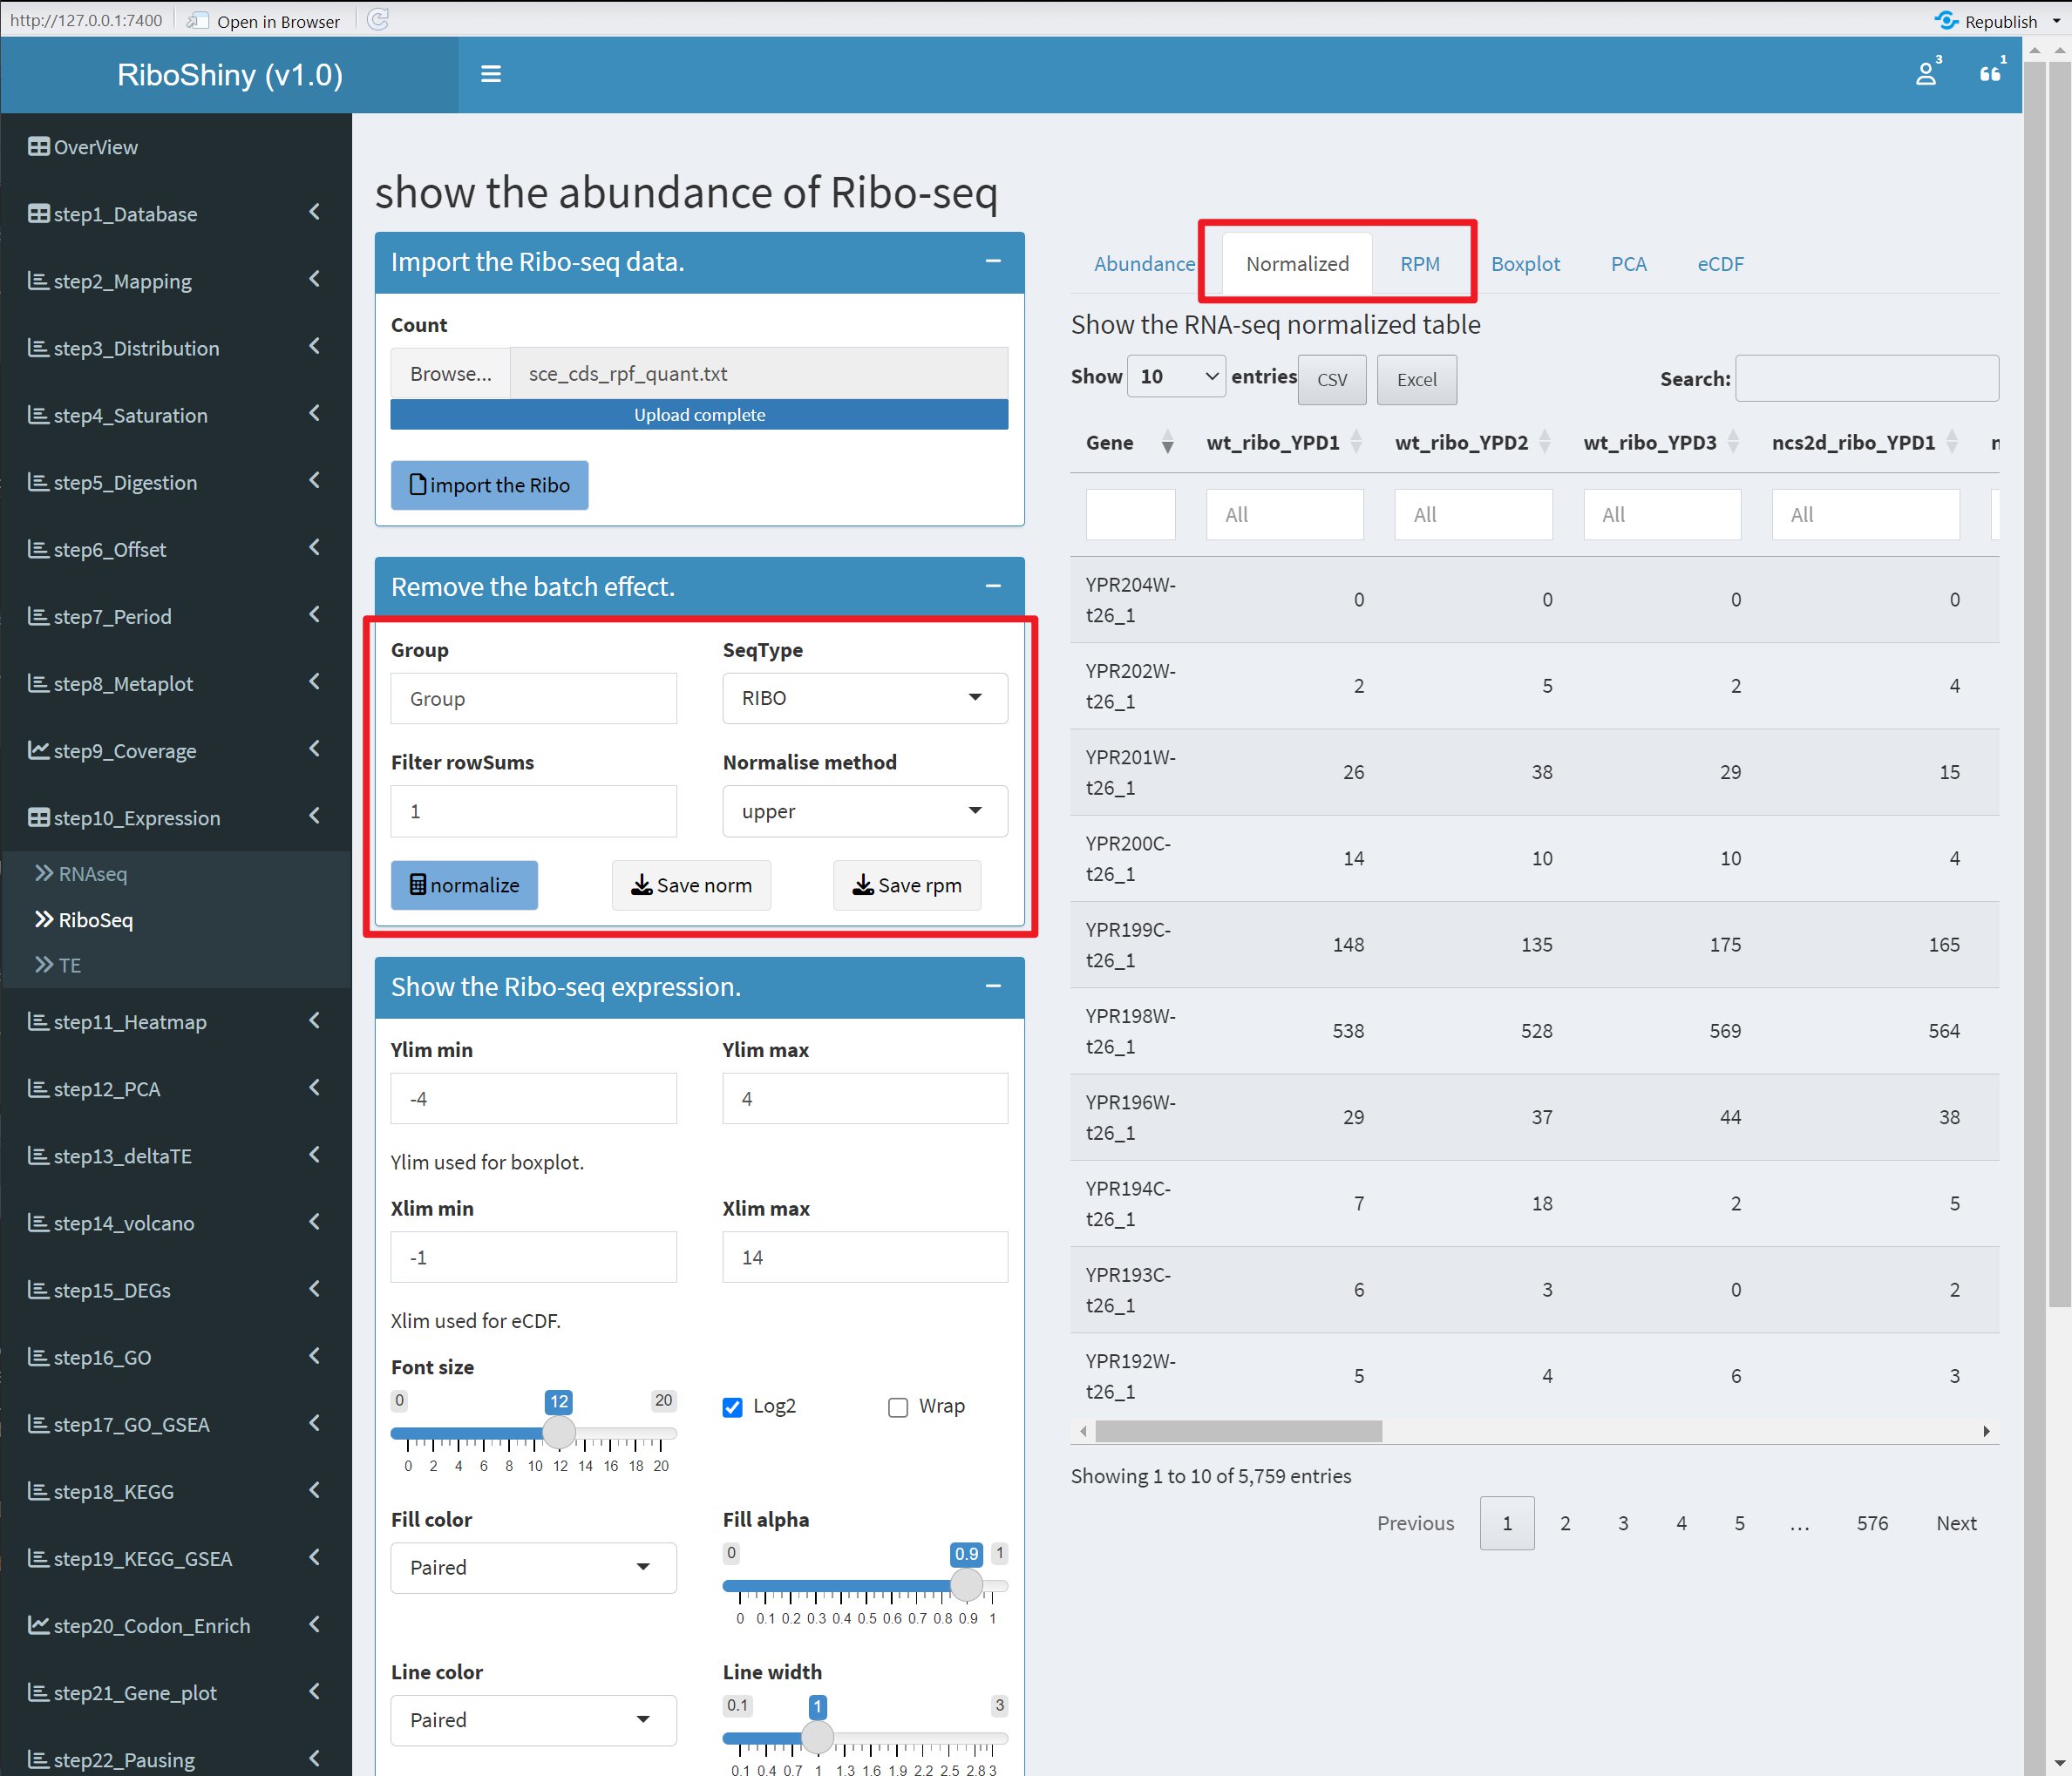 http://127.0.0.1:7400 Open in Browser Republish
RiboShiny (v1.0) 3 1
OverView
step1_Database
step2_Mapping
step3_Distribution
step4_Saturation
step5_Digestion
step6_Offset
step7_Period
step8_Metaplot
step9_Coverage
step10_Expression
RNAseq
RiboSeq
TE
step11_Heatmap
step12_PCA
step13_deltaTE
step14_volcano
step15_DEGs
step16_GO
step17_GO_GSEA
step18_KEGG
step19_KEGG_GSEA
step20_Codon_Enrich
step21_Gene_plot
step22_Pausing
show the abundance of Ribo-seq
Import the Ribo-seq data.
Count
Browse... sce_cds_rpf_quant.txt
Upload complete
import the Ribo
Remove the batch effect.
Group SeqType
Group RIBO
Filter rowSums Normalise method
1 upper
normalize Save norm Save rpm
Show the Ribo-seq expression.
Ylim min Ylim max
-4 4
Ylim used for boxplot.
Xlim min Xlim max
-1 14
Xlim used for eCDF.
Font size
0 12 20
Log2 Wrap
0 2 4 6 8 10 12 14 16 18 20
Fill color Fill alpha
Paired
0 0.9 1
0 0.1 0.2 0.3 0.4 0.5 0.6 0.7 0.8 0.9 1
Line color Line width
Paired
0.1 1 3
0.1 0.4 0.7 1 1.3 1.6 1.9 2.2 2.5 2.8 3
Abundance Normalized RPM Boxplot PCA eCDF
Show the RNA-seq normalized table
Show 10 entries CSV Excel Search:
Gene wt_ribo_YPD1 wt_ribo_YPD2 wt_ribo_YPD3 ncs2d_ribo_YPD1
All All All All
YPR204W-t26_1 0 0 0 0
YPR202W-t26_1 2 5 2 4
YPR201W-t26_1 26 38 29 15
YPR200C-t26_1 14 10 10 4
YPR199C-t26_1 148 135 175 165
YPR198W-t26_1 538 528 569 564
YPR196W-t26_1 29 37 44 38
YPR194C-t26_1 7 18 2 5
YPR193C-t26_1 6 3 0 2
YPR192W-t26_1 5 4 6 3
Showing 1 to 10 of 5,759 entries
Previous 1 2 3 4 5 … 576 Next